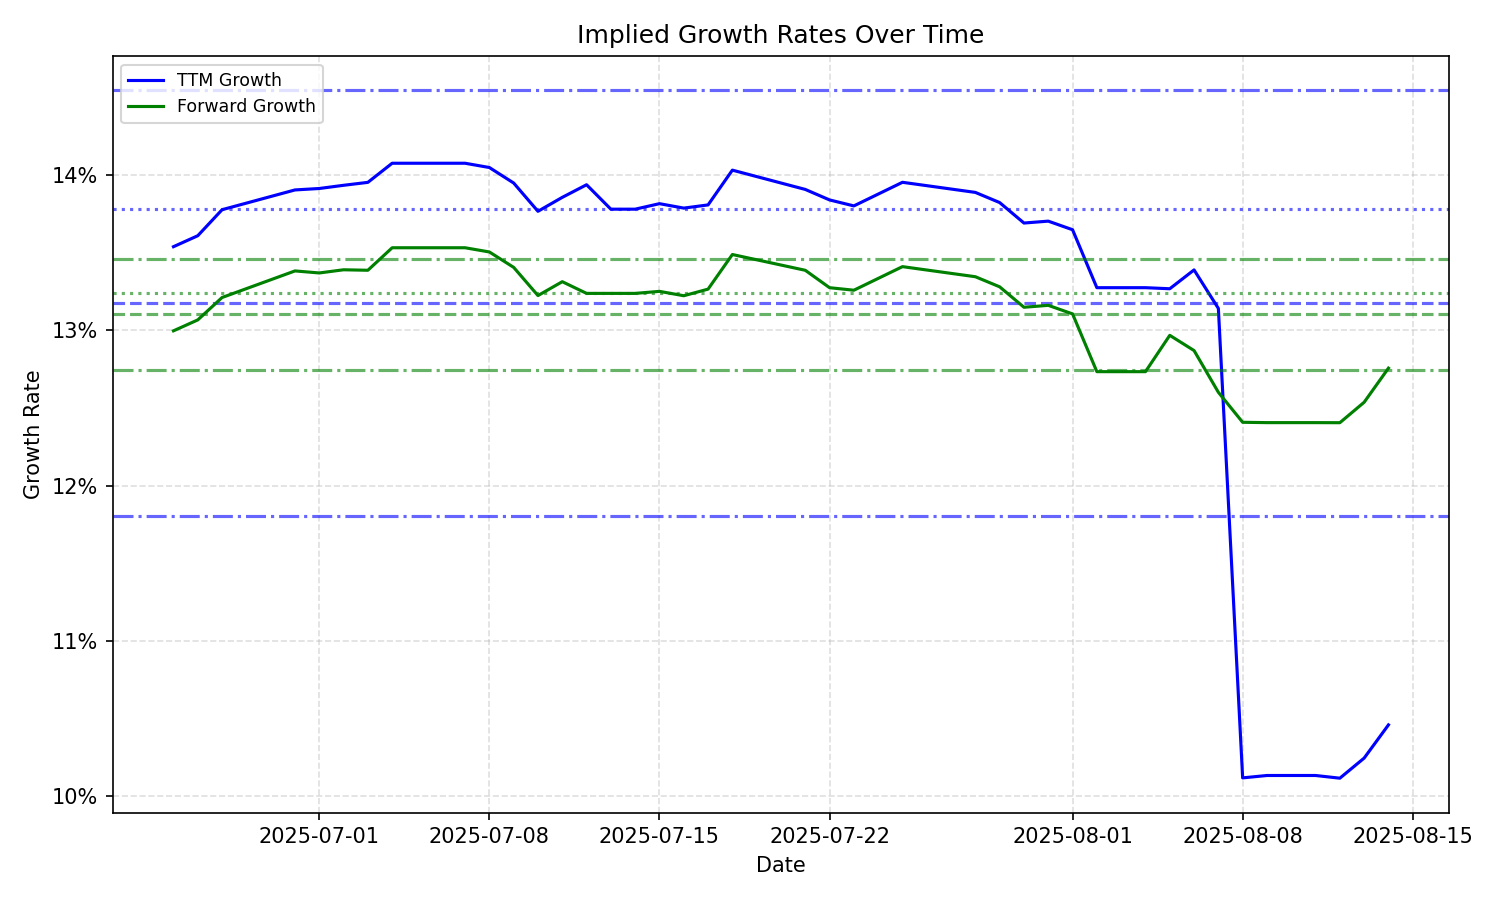 Implied Growth Rates Over Time
TTM Growth
Forward Growth
14%
13%
12%
11%
10%
Growth Rate
2025-07-01
2025-07-08
2025-07-15
2025-07-22
2025-08-01
2025-08-08
2025-08-15
Date